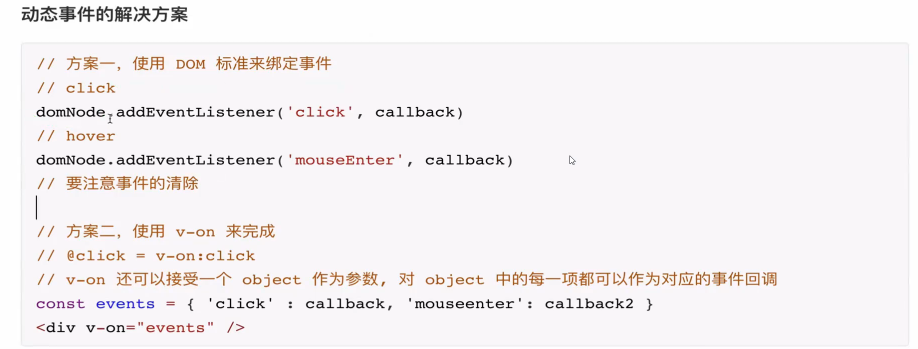 动态事件的解决方案
// 方案一，使用 DOM 标准来绑定事件
// click
domNode.addEventListener('click', callback)
// hover
domNode.addEventListener('mouseEnter', callback)
// 要注意事件的清除
// 方案二，使用 v-on 来完成
// @click = v-on:click
// v-on 还可以接受一个 object 作为参数, 对 object 中的每一项都可以作为对应的事件回调
const events = { 'click' : callback, 'mouseenter': callback2 }
<div v-on="events" />